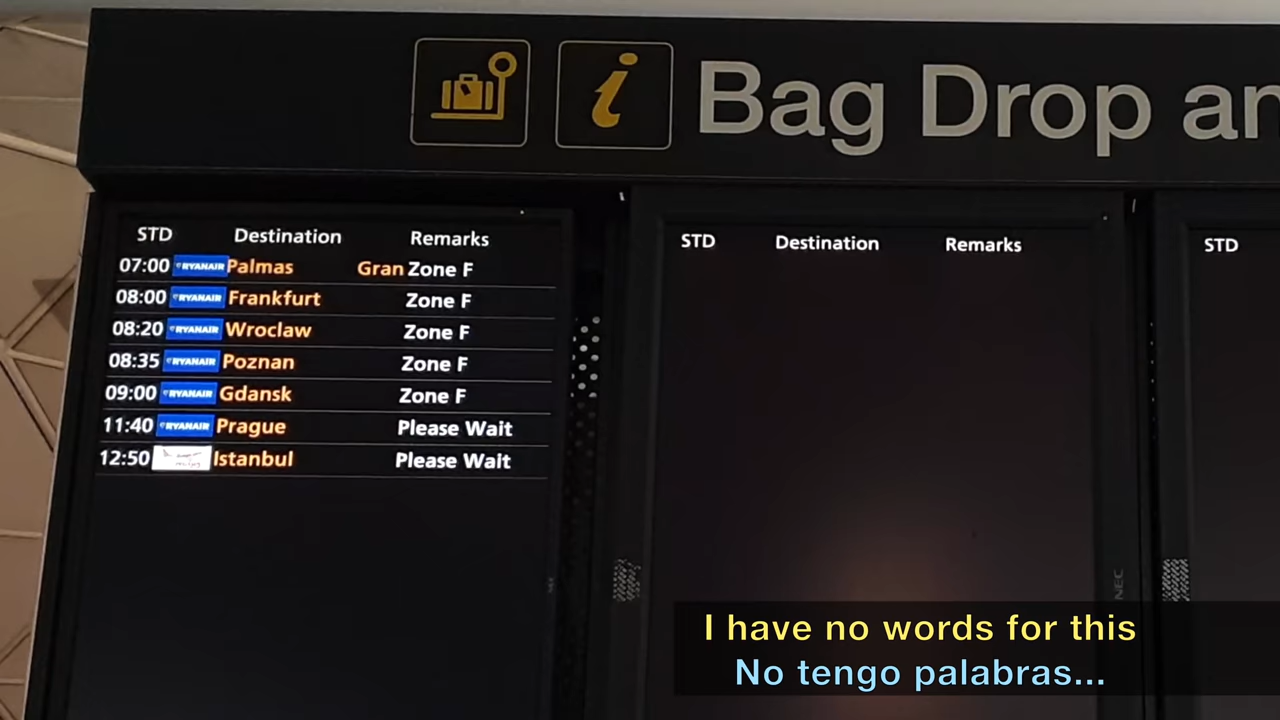 i Bag Drop an
STD Destination Remarks
07:00 RYANAIR Palmas Gran Zone F
08:00 RYANAIR Frankfurt Zone F
08:20 RYANAIR Wroclaw Zone F
08:35 RYANAIR Poznan Zone F
09:00 RYANAIR Gdansk Zone F
11:40 RYANAIR Prague Please Wait
12:50 Istanbul Please Wait
STD Destination Remarks
STD
NEC
I have no words for this
No tengo palabras...